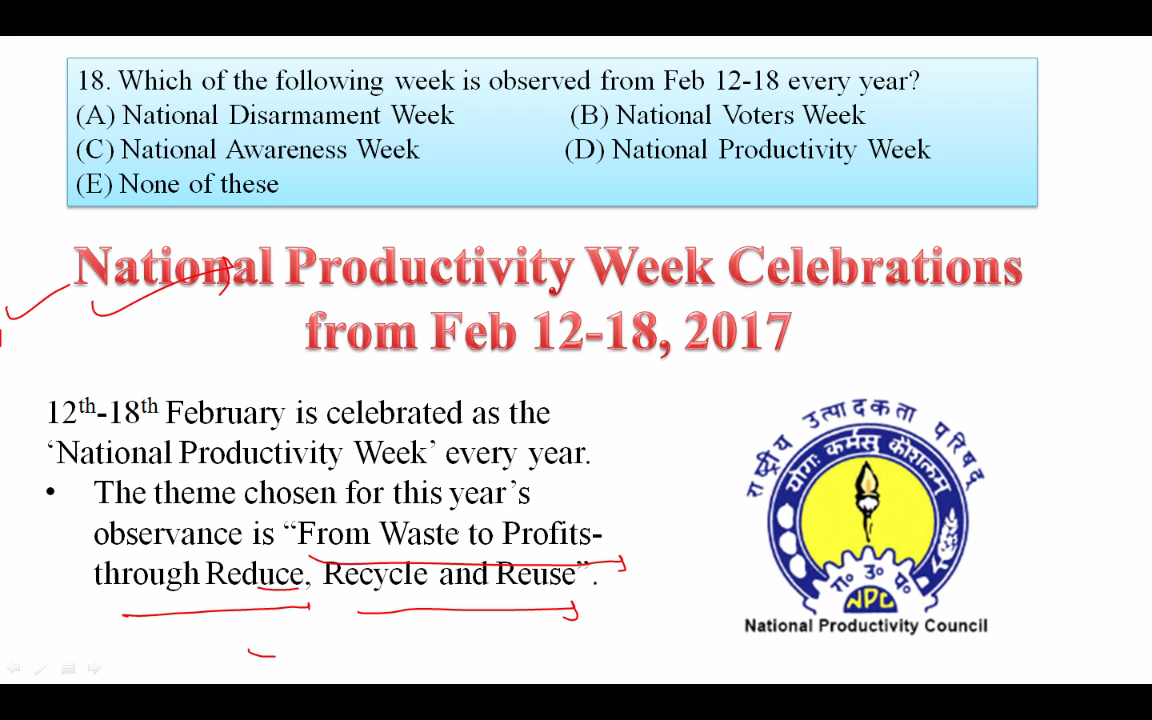 18. Which of the following week is observed from Feb 12-18 every year?
(A) National Disarmament Week (B) National Voters Week
(C) National Awareness Week (D) National Productivity Week
(E) None of these
National Productivity Week Celebrations
from Feb 12-18, 2017
12th-18th February is celebrated as the
‘National Productivity Week’ every year.
• The theme chosen for this year’s
observance is “From Waste to Profits-
through Reduce, Recycle and Reuse”.
राष्ट्रीय उत्पादकता परिषद
योगः कर्मसु कौशलम्
रा० उ० प०
NPC
National Productivity Council